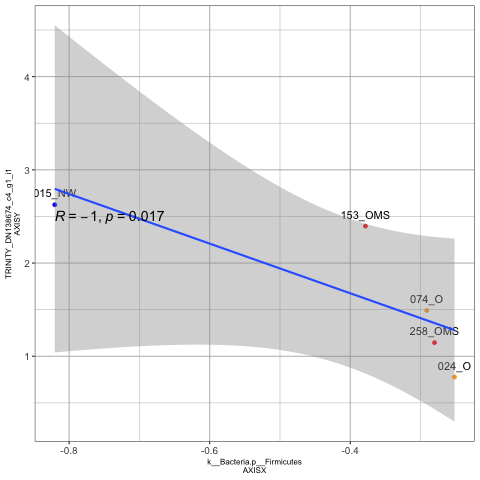 4
3
2
1
TRINITY_DN138674_c4_g1_i1
AXISY
015_NW
R = −1, p = 0.017
153_OMS
074_O
258_OMS
024_O
-0.8
-0.6
-0.4
k__Bacteria.p__Firmicutes
AXISX